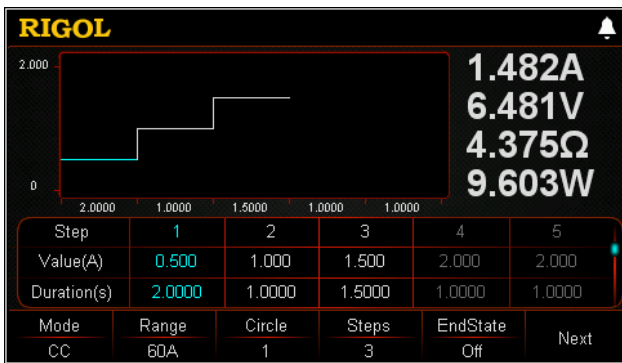 RIGOL
2.000
0
2.0000 1.0000 1.5000 1.0000 1.0000
1.482A
6.481V
4.375Ω
9.603W
Step 1 2 3 4 5
Value(A) 0.500 1.000 1.500 2.000 2.000
Duration(s) 2.0000 1.0000 1.5000 1.0000 1.0000
Mode Range Circle Steps EndState Next
CC 60A 1 3 Off